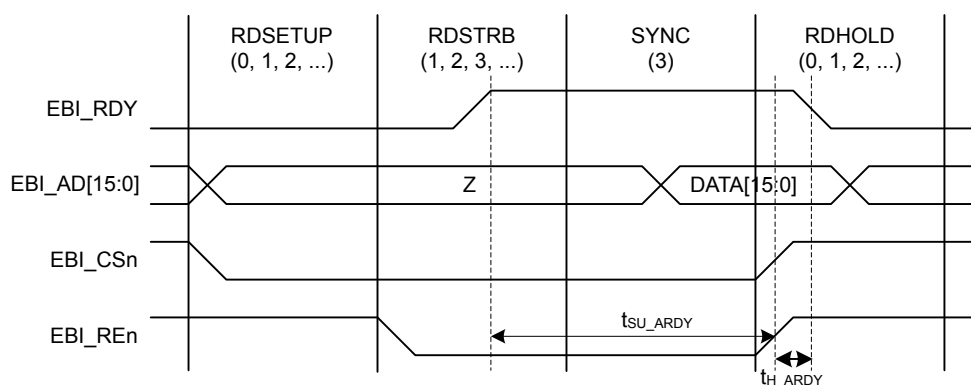 RDSETUP
(0, 1, 2, ...)
RDSTRB
(1, 2, 3, ...)
SYNC
(3)
RDHOLD
(0, 1, 2, ...)
EBI_RDY
EBI_AD[15:0]
Z
DATA[15:0]
EBI_CSn
EBI_REn
tSU_ARDY
tH_ARDY